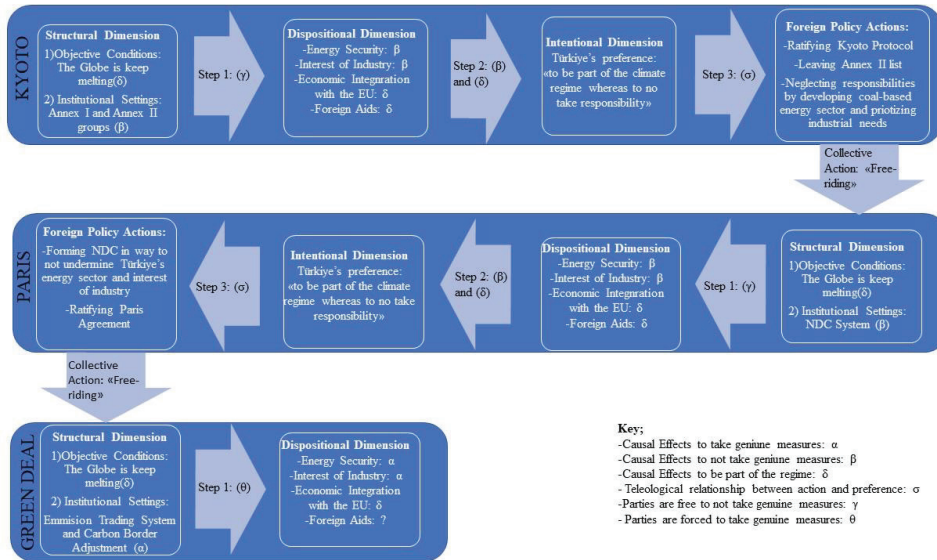 KYOTO
Structural Dimension
1)Objective Conditions:
The Globe is keep
melting(δ)
2) Institutional Settings:
Annex I and Annex II
groups (β)
Step 1: (γ)
Dispositional Dimension
-Energy Security: β
-Interest of Industry: β
-Economic Integnration
with the EU: δ
-Foreign Aids: δ
Step 2: (β)
and (δ)
Intentional Dimension
Türkiye's preference:
«to be part of the climate
regime whereas to no
take responsibility»
Step 3: (σ)
Foreign Policy Actions:
-Ratifying Kyoto Protocol
-Leaving Annex II list
-Neglecting responsibilities
by developing coal-based
energy sector and priotizing
industrial needs
Collective
Action: «Free-
riding»
PARIS
Foreign Policy Actions:
-Forming NDC in way to
not undermine Türkiye's
energy sector and interest
of industry
-Ratifying Paris
Agreement
Step 3: (σ)
Intentional Dimension
Türkiye's preference:
«to be part of the climate
regime whereas to no take
responsibility»
Step 2: (β)
and (δ)
Dispositional Dimension
- Energy Security: β
- Interest of Industry: β
-Economic Integnration
with the EU: δ
- Foreign Aids: δ
Step 1: (γ)
Structural Dimension
1)Objective Conditions:
The Globe is keep
melting(δ)
2) Institutional Settings:
NDC System (β)
Collective
Action: «Free-
riding»
GREEN DEAL
Structural Dimension
1)Objective Conditions:
The Globe is keep
melting(δ)
2) Institutional Settings:
Emmision Trading System
and Carbon Border
Adjustment (α)
Step 1: (θ)
Dispositional Dimension
- Energy Security: α
- Interest of Industry: α
-Economic Integration
with the EU: δ
- Foreign Aids: ?
Key;
-Causal Effects to take geniune measures: α
-Causal Effects to not take geniune measures: β
-Causal Effects to be part of the regime: δ
- Teleological relationship between action and preference: σ
-Parties are free to not take genuine measures: γ
- Parties are forced to take genuine measures: θ